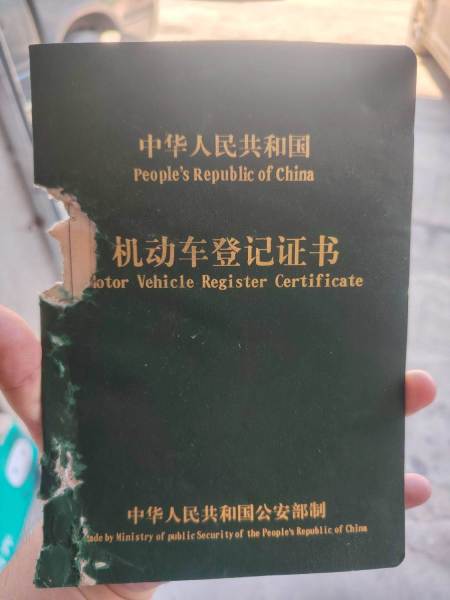 中华人民共和国
People's Republic of China
机动车登记证书
Vehicle Register Certificate
中华人民共和国公安部制
by Ministry of public Security of the People's Republic of China